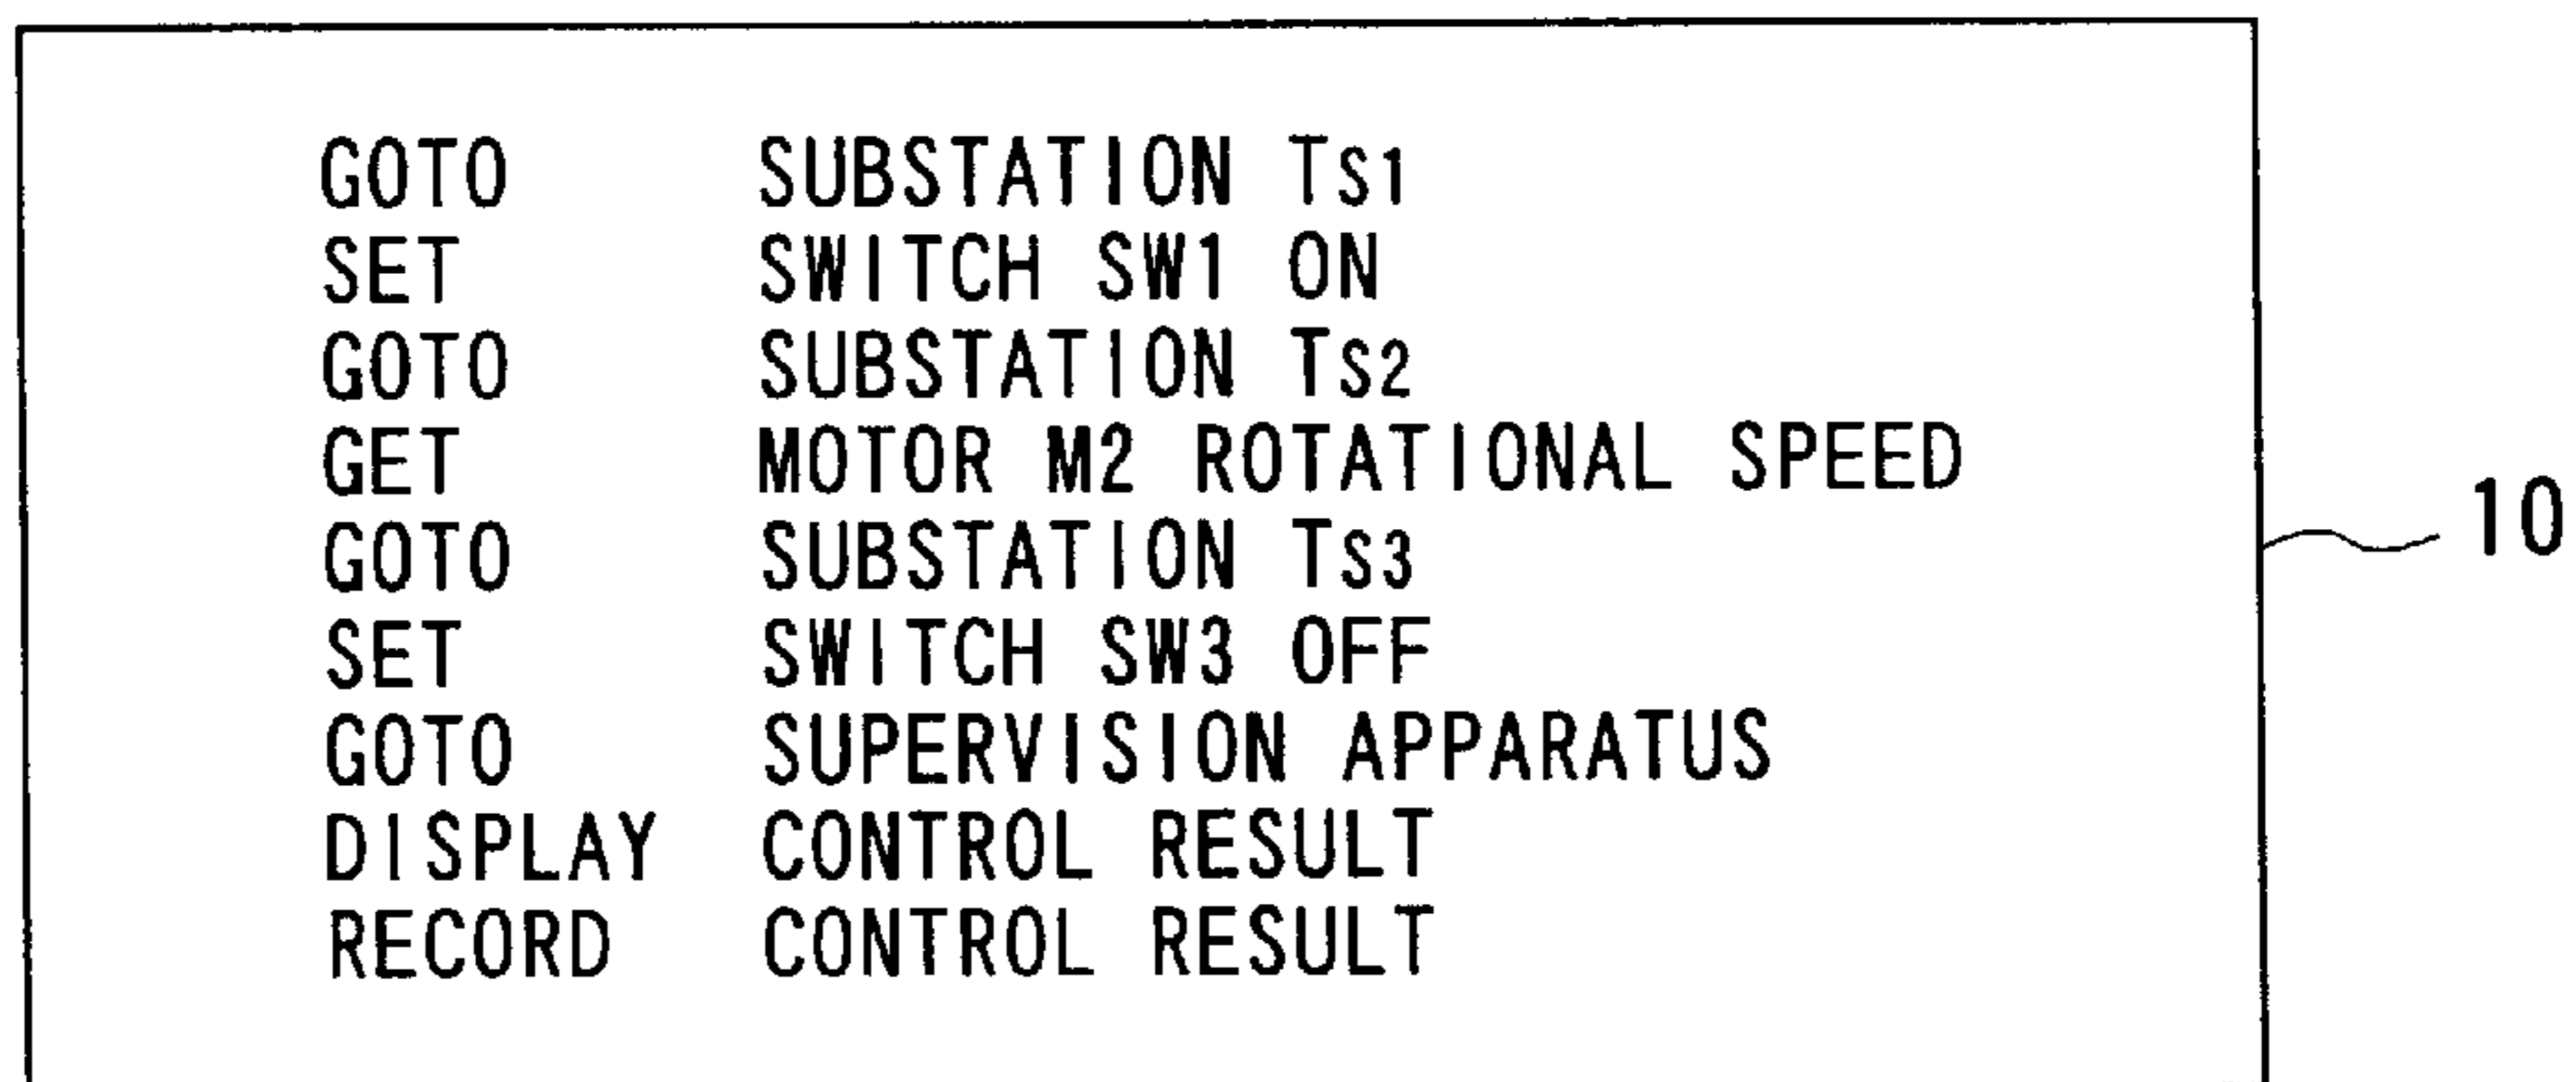 GOTO SUBSTATION TS1
SET SWITCH SW1 ON
GOTO SUBSTATION TS2
GET MOTOR M2 ROTATIONAL SPEED
GOTO SUBSTATION TS3
SET SWITCH SW3 OFF
GOTO SUPERVISION APPARATUS
DISPLAY CONTROL RESULT
RECORD CONTROL RESULT
10